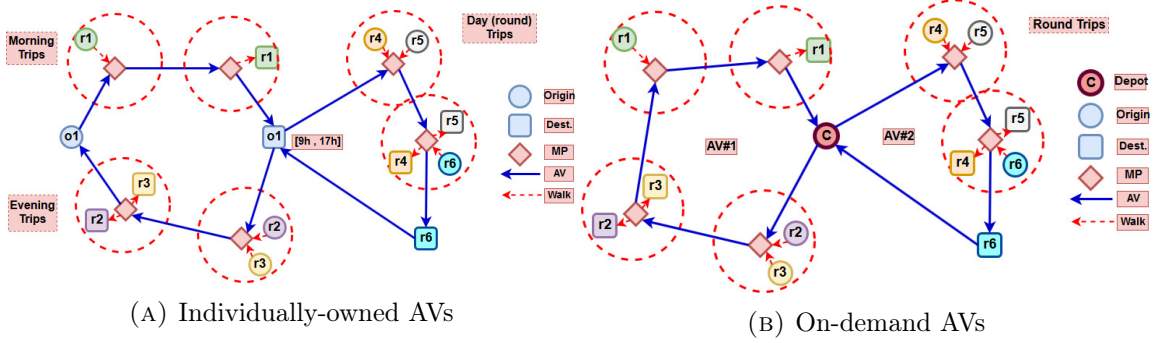 Morning
Trips
r1
r1
Day (round)
Trips
r4
r5
o1
o1
[9h , 17h]
r5
r4
r6
Origin
Dest.
MP
AV
Walk
Evening
Trips
r3
r2
r2
r3
r6
(A) Individually-owned AVs
r1
r1
Round Trips
r4
r5
AV#1
C
AV#2
r5
r4
r6
C
Depot
Origin
Dest.
MP
AV
Walk
r3
r2
r2
r3
r6
(B) On-demand AVs